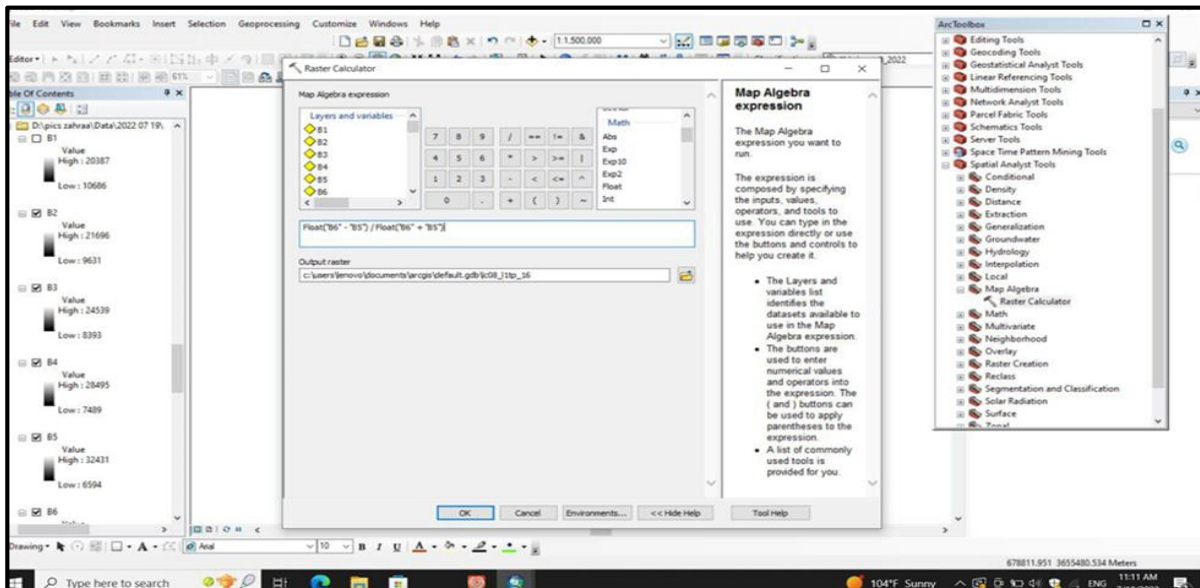 File Edit View Bookmarks Insert Selection Geoprocessing Customize Windows Help
1:1,500,000
Editor
61%
_2022
ble Of Contents
D:\pics zahraa\Data\2022 07 19\
B1
Value
High : 20387
Low : 10686
B2
Value
High : 21696
Low : 9631
B3
Value
High : 24539
Low : 8393
B4
Value
High : 28495
Low : 7489
B5
Value
High : 32431
Low : 6594
B6
Raster Calculator
Map Algebra expression
Layers and variables
B1
B2
B3
B4
B5
B6
7 8 9 / == != &
4 5 6 * > >= |
1 2 3 - < <= ^
0 . + ( ) ~
Math
Abs
Exp
Exp10
Exp2
Float
Int
Float("B6" - "B5") / Float("B6" + "B5")
Output raster
c:\users\lenovo\documents\arcgis\default.gdb\lc08_l1tp_16
OK Cancel Environments... << Hide Help Tool Help
Map Algebra
expression
The Map Algebra
expression you want to
run.
The expression is
composed by specifying
the inputs, values,
operators, and tools to
use. You can type in the
expression directly or use
the buttons and controls to
help you create it.
• The Layers and
variables list
identifies the
datasets available to
use in the Map
Algebra expression.
• The buttons are
used to enter
numerical values
and operators into
the expression. The
( and ) buttons can
be used to apply
parentheses to the
expression.
• A list of commonly
used tools is
provided for you.
ArcToolbox
Editing Tools
Geocoding Tools
Geostatistical Analyst Tools
Linear Referencing Tools
Multidimension Tools
Network Analyst Tools
Parcel Fabric Tools
Schematics Tools
Server Tools
Space Time Pattern Mining Tools
Spatial Analyst Tools
Conditional
Density
Distance
Extraction
Generalization
Groundwater
Hydrology
Interpolation
Local
Map Algebra
Raster Calculator
Math
Multivariate
Neighborhood
Overlay
Raster Creation
Reclass
Segmentation and Classification
Solar Radiation
Surface
Zonal
Drawing A Arial 10 B I U A
678811.951 3655480.534 Meters
Type here to search
104°F Sunny ENG 11:11 AM